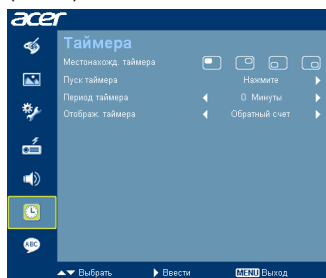 acer
Таймера
Местонахожд. таймера
Пуск таймера Нажмите
Период таймера 0 Минуты
Отображ. таймера Обратный счет
ABC
Выбрать Ввести MENU Выход